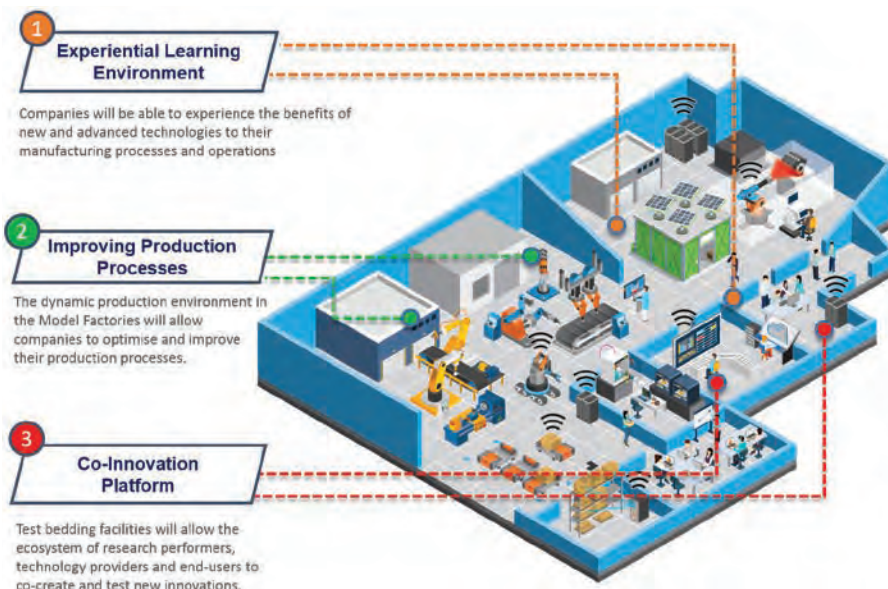 1
Experiential Learning
Environment
Companies will be able to experience the benefits of
new and advanced technologies to their
manufacturing processes and operations
2
Improving Production
Processes
The dynamic production environment in
the Model Factories will allow
companies to optimise and improve
their production processes.
3
Co-Innovation
Platform
Test bedding facilities will allow the
ecosystem of research performers,
technology providers and end-users to
co-create and test new innovations.